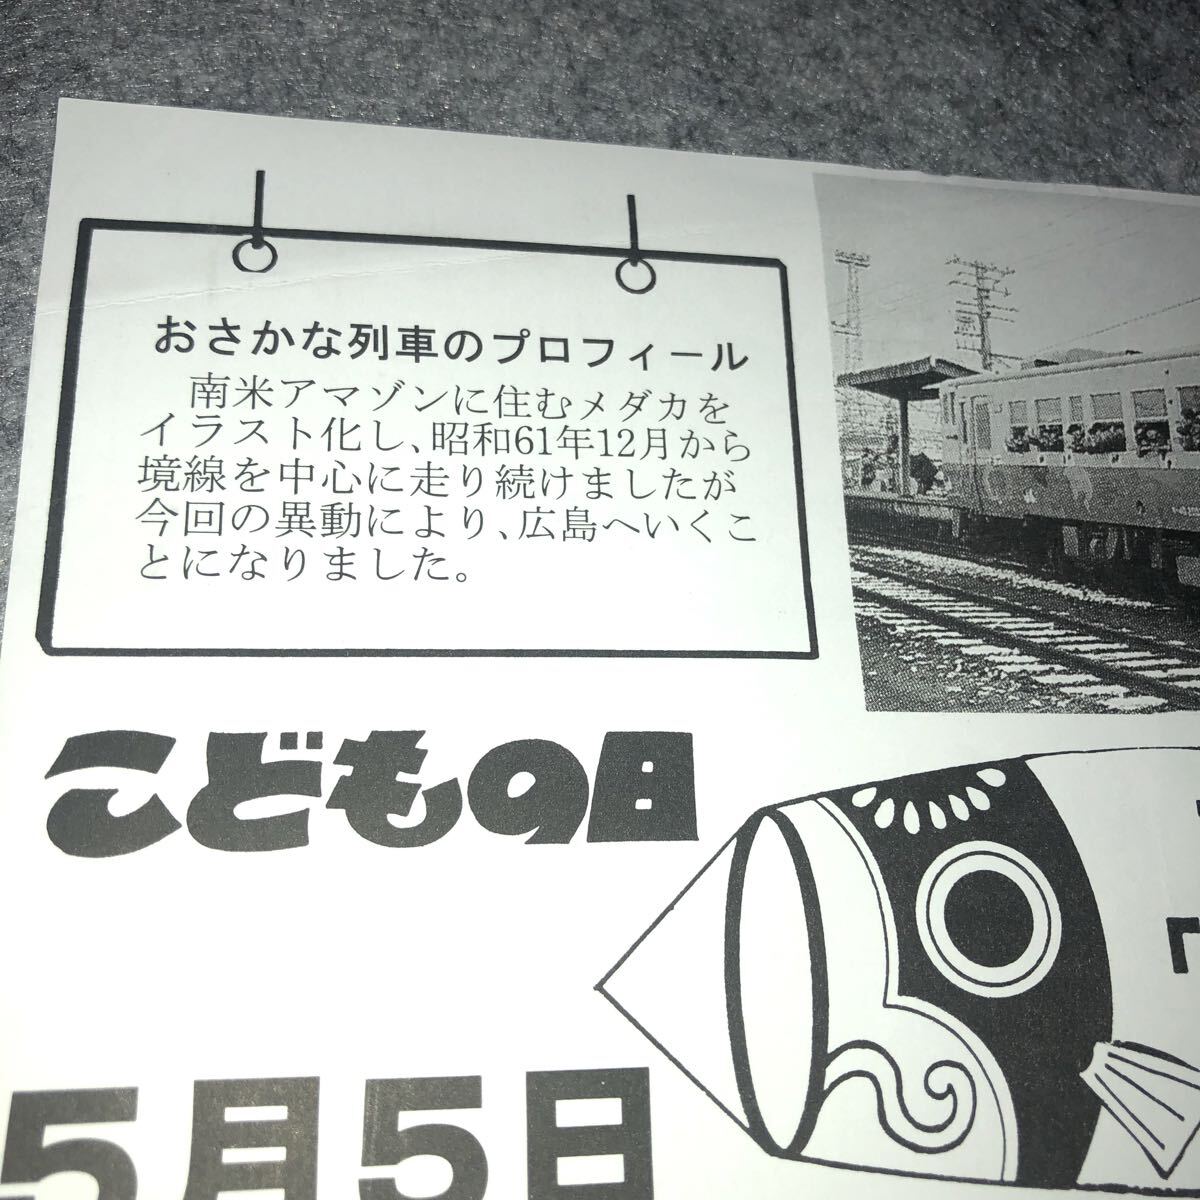 おさかな列車のプロフィール
南米アマゾンに住むメダカを
イラスト化し、昭和61年12月から
境線を中心に走り続けましたが
今回の異動により、広島へいくこ
とになりました。
こどもの日
5月5日